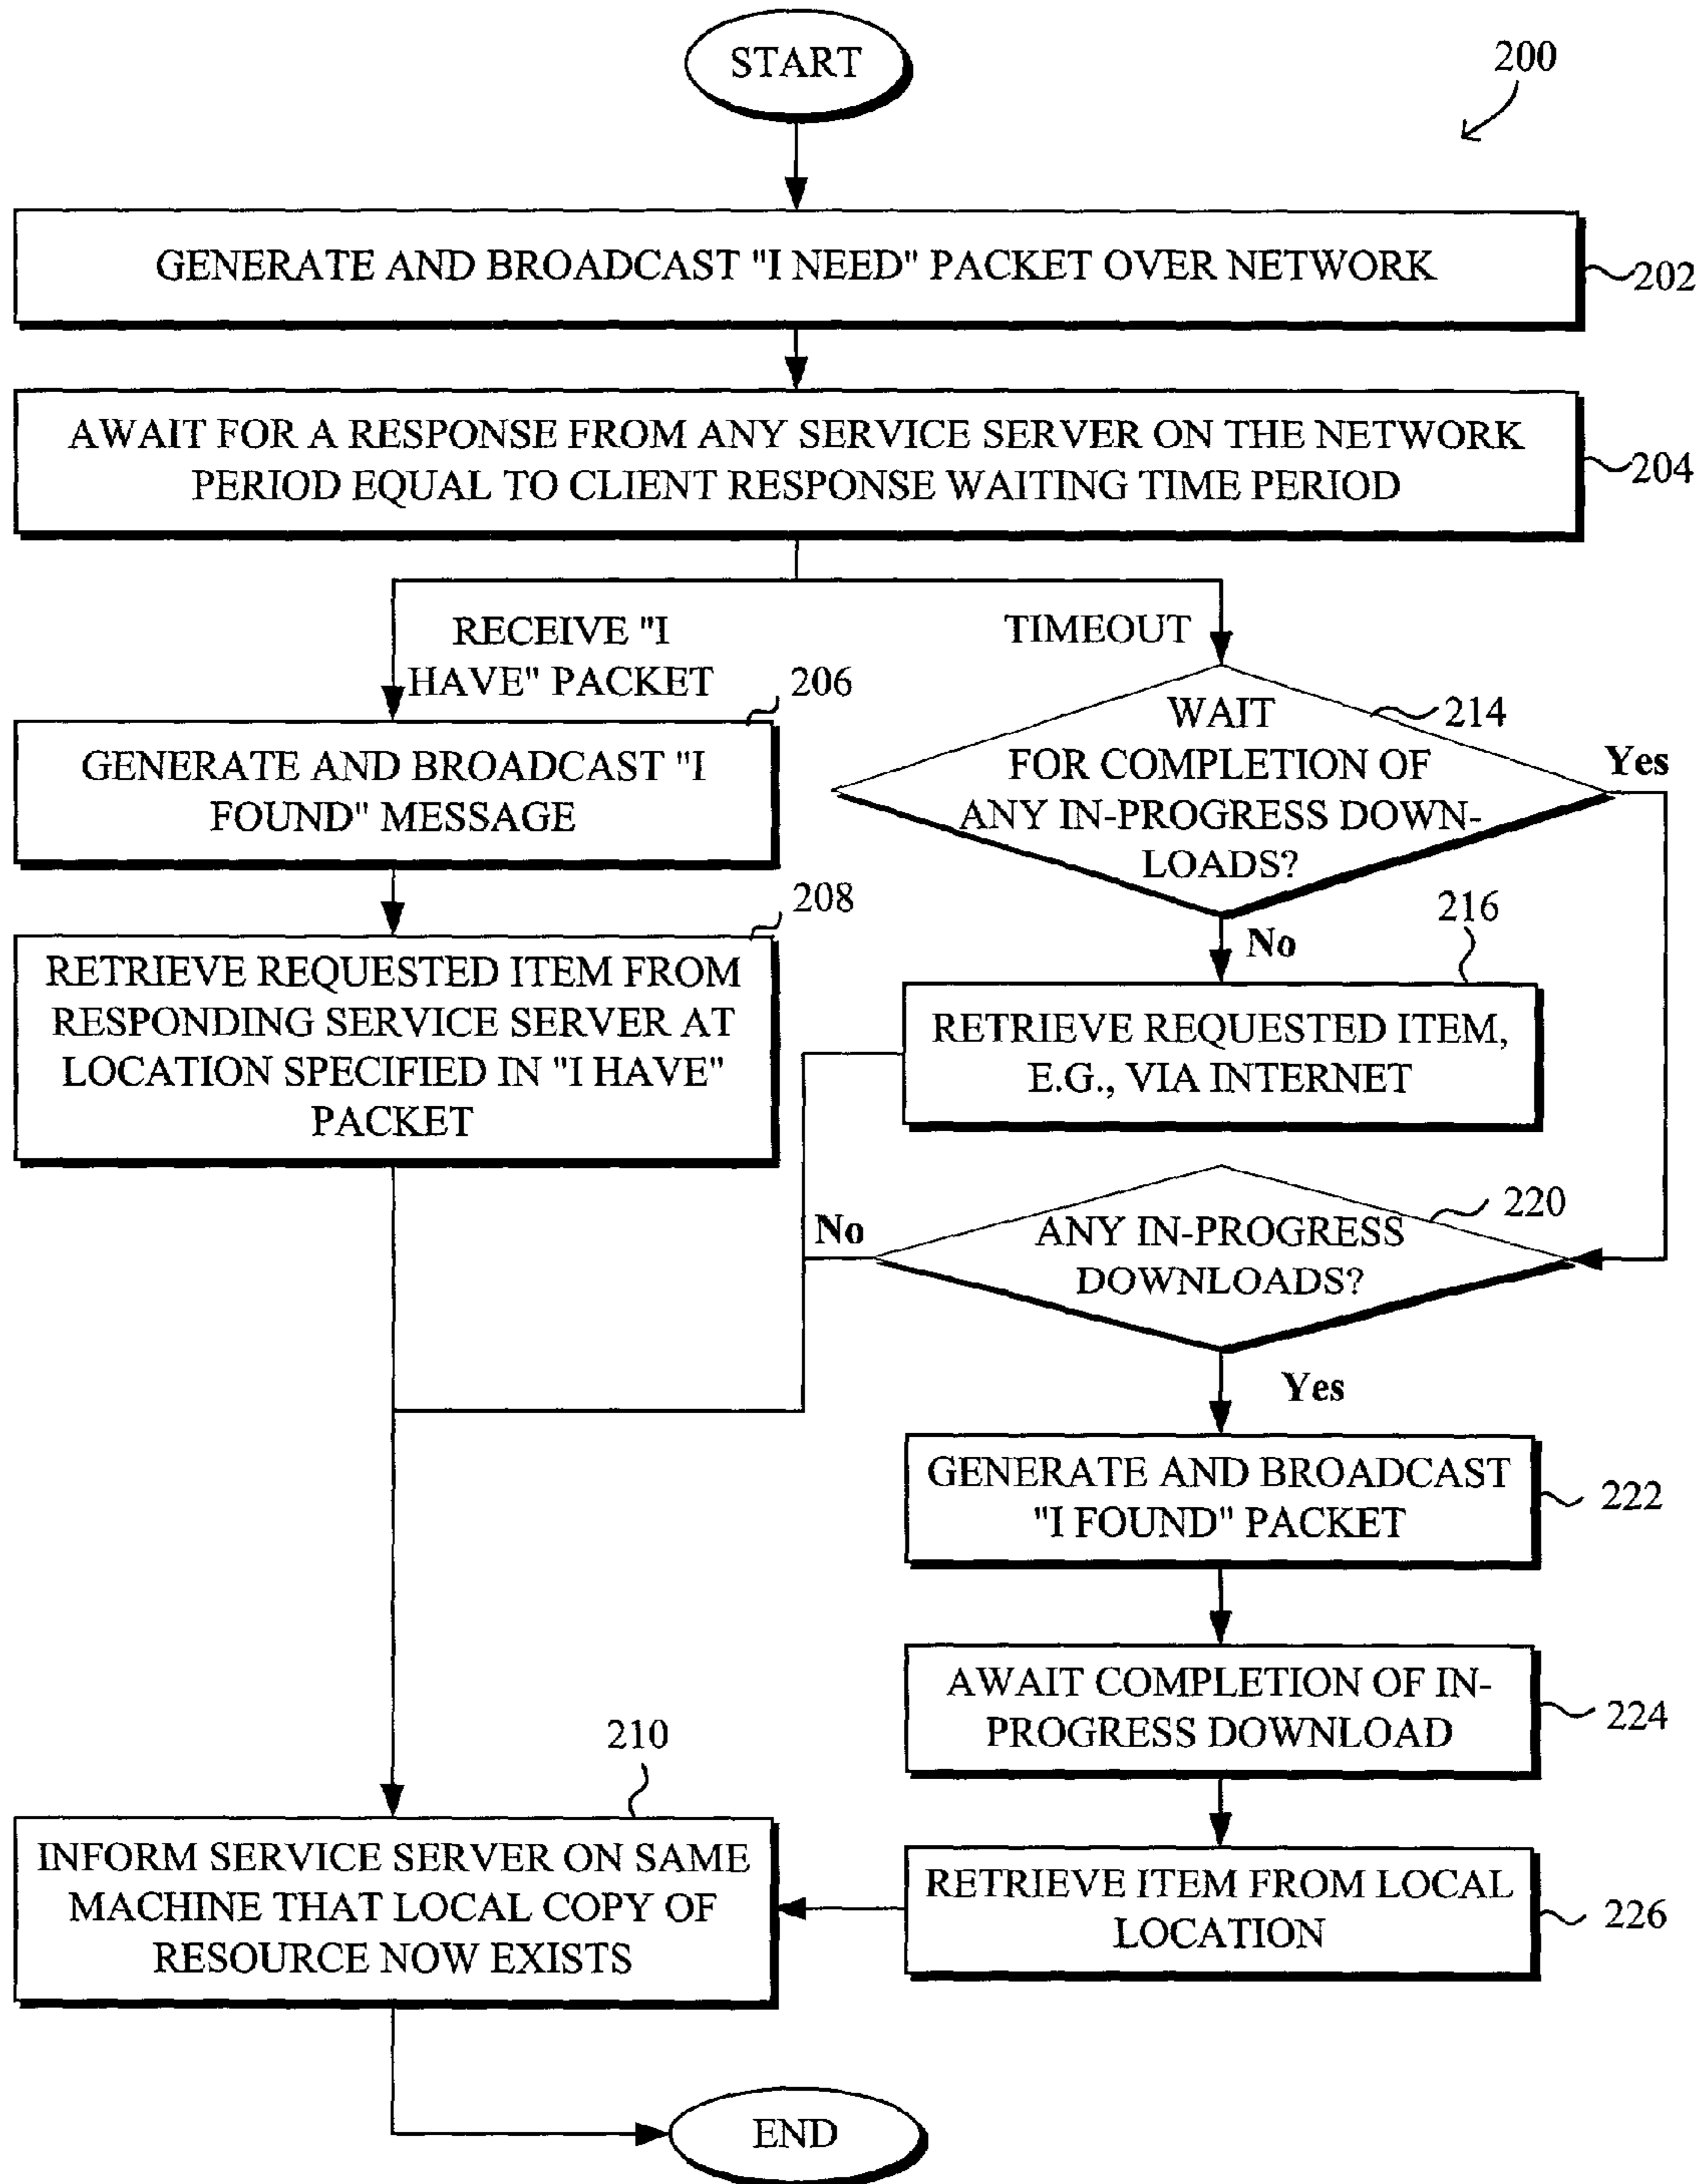 START
200
GENERATE AND BROADCAST "I NEED" PACKET OVER NETWORK
202
AWAIT FOR A RESPONSE FROM ANY SERVICE SERVER ON THE NETWORK
PERIOD EQUAL TO CLIENT RESPONSE WAITING TIME PERIOD
204
RECEIVE "I
HAVE" PACKET
TIMEOUT
206
GENERATE AND BROADCAST "I
FOUND" MESSAGE
214
WAIT
FOR COMPLETION OF
ANY IN-PROGRESS DOWN-
LOADS?
Yes
No
208
RETRIEVE REQUESTED ITEM FROM
RESPONDING SERVICE SERVER AT
LOCATION SPECIFIED IN "I HAVE"
PACKET
216
RETRIEVE REQUESTED ITEM,
E.G., VIA INTERNET
220
ANY IN-PROGRESS
DOWNLOADS?
No
Yes
GENERATE AND BROADCAST
"I FOUND" PACKET
222
AWAIT COMPLETION OF IN-
PROGRESS DOWNLOAD
224
210
INFORM SERVICE SERVER ON SAME
MACHINE THAT LOCAL COPY OF
RESOURCE NOW EXISTS
RETRIEVE ITEM FROM LOCAL
LOCATION
226
END